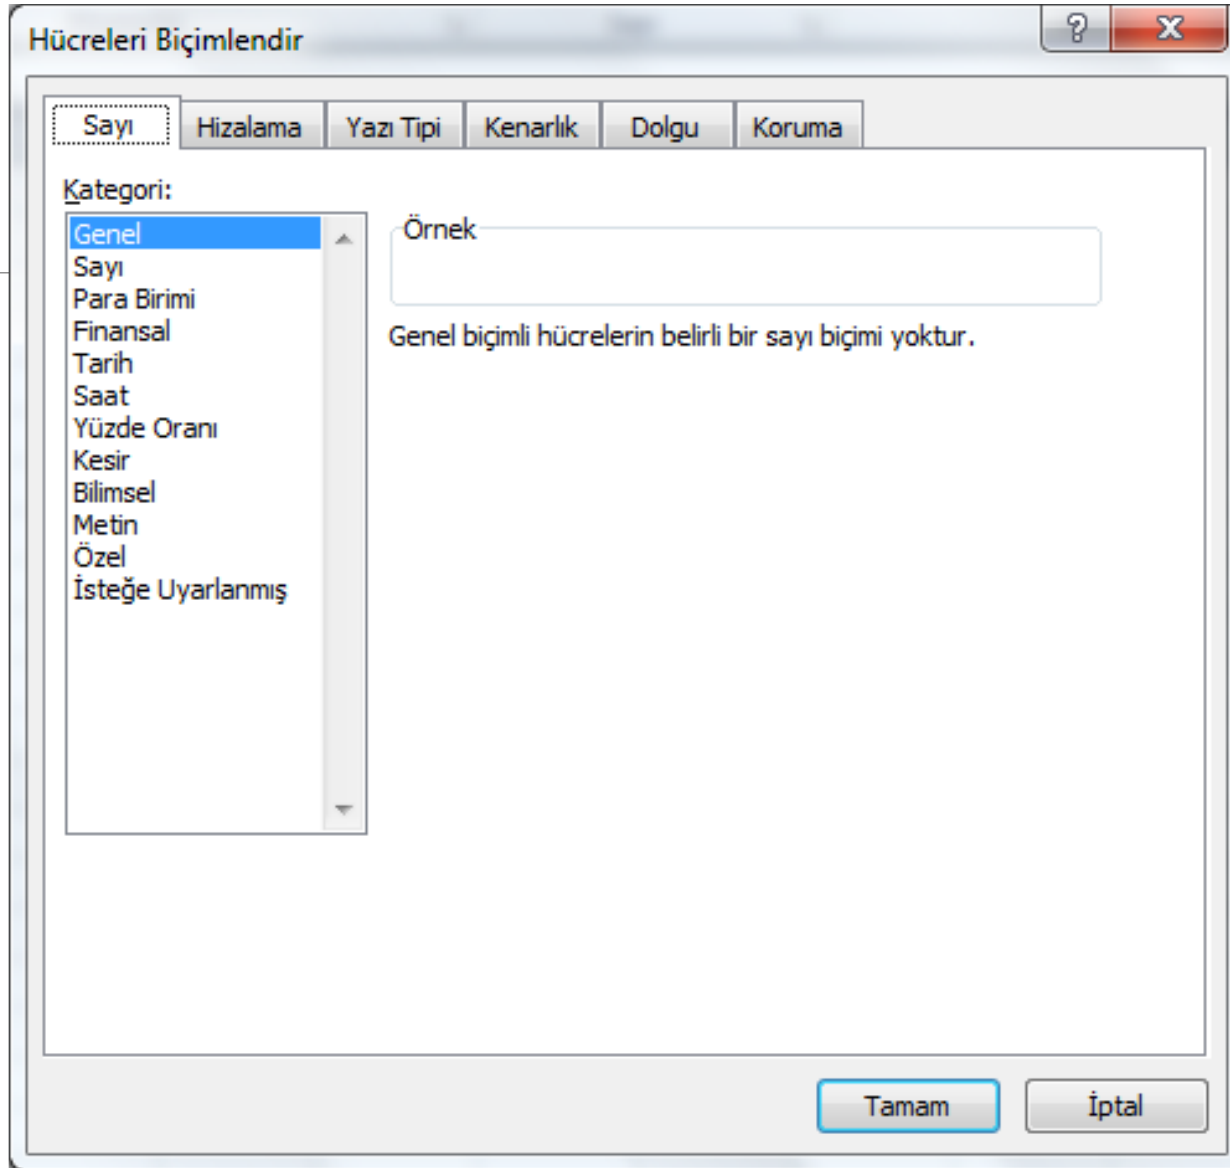 Hücreleri Biçimlendir
Sayı Hizalama Yazı Tipi Kenarlık Dolgu Koruma
Kategori:
Genel
Sayı
Para Birimi
Finansal
Tarih
Saat
Yüzde Oranı
Kesir
Bilimsel
Metin
Özel
İsteğe Uyarlanmış
Örnek
Genel biçimli hücrelerin belirli bir sayı biçimi yoktur.
Tamam İptal